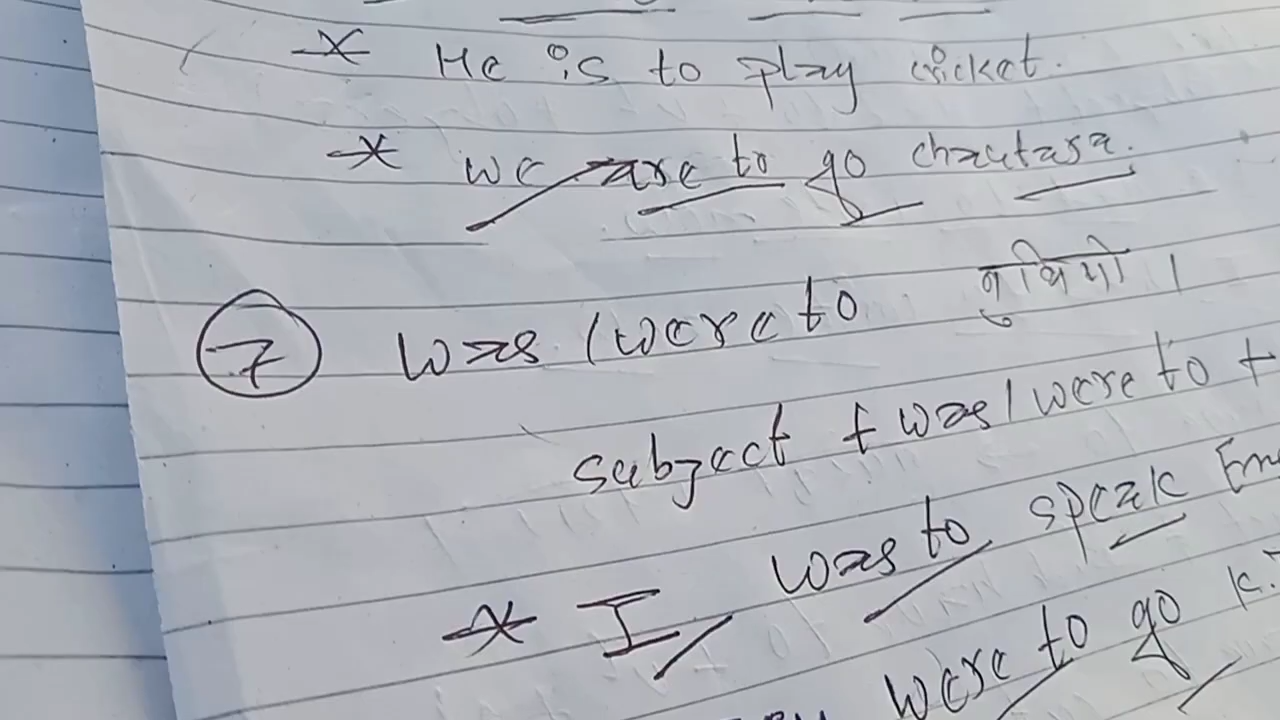 * He is to play cricket.
* We are to go chautara.
7 Was / were to नु थियो ।
Subject + was / were to +
* I was to speak
were to go K.